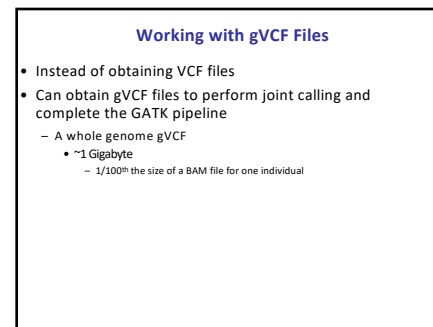 Working with gVCF Files
• Instead of obtaining VCF files
• Can obtain gVCF files to perform joint calling and
complete the GATK pipeline
– A whole genome gVCF
• ~1 Gigabyte
– 1/100th the size of a BAM file for one individual